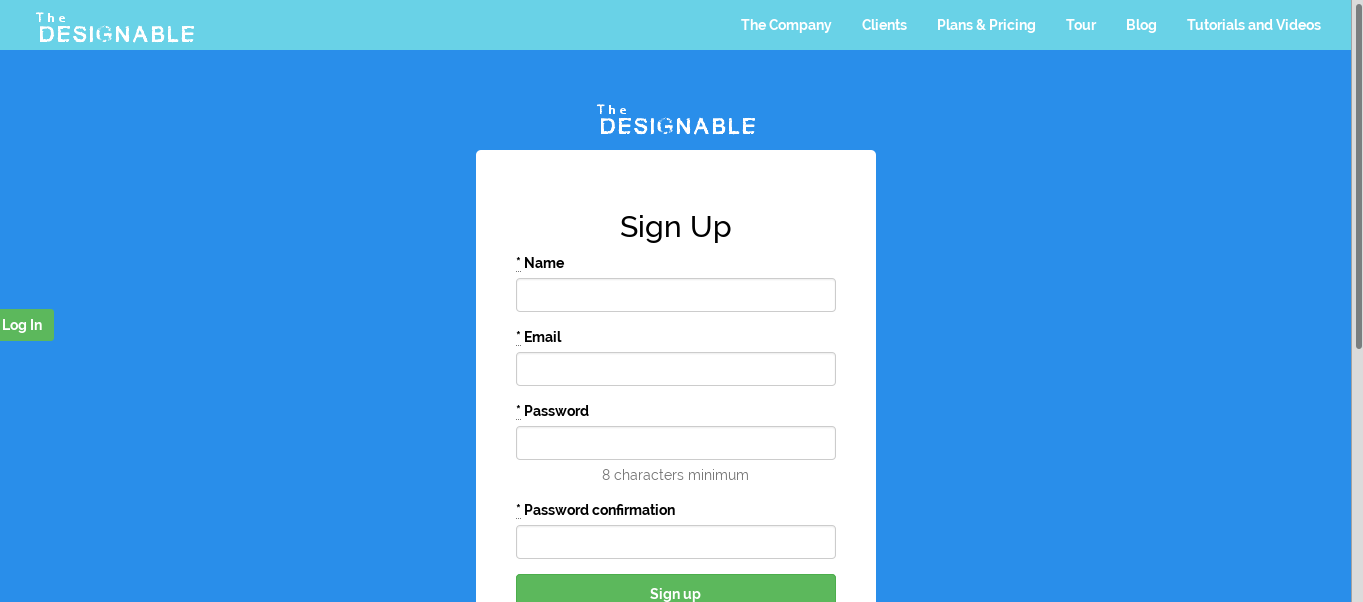 The
DESIGNABLE
The Company Clients Plans & Pricing Tour Blog Tutorials and Videos
The
DESIGNABLE
Sign Up
* Name
Log In
* Email
* Password
8 characters minimum
* Password confirmation
Sign up